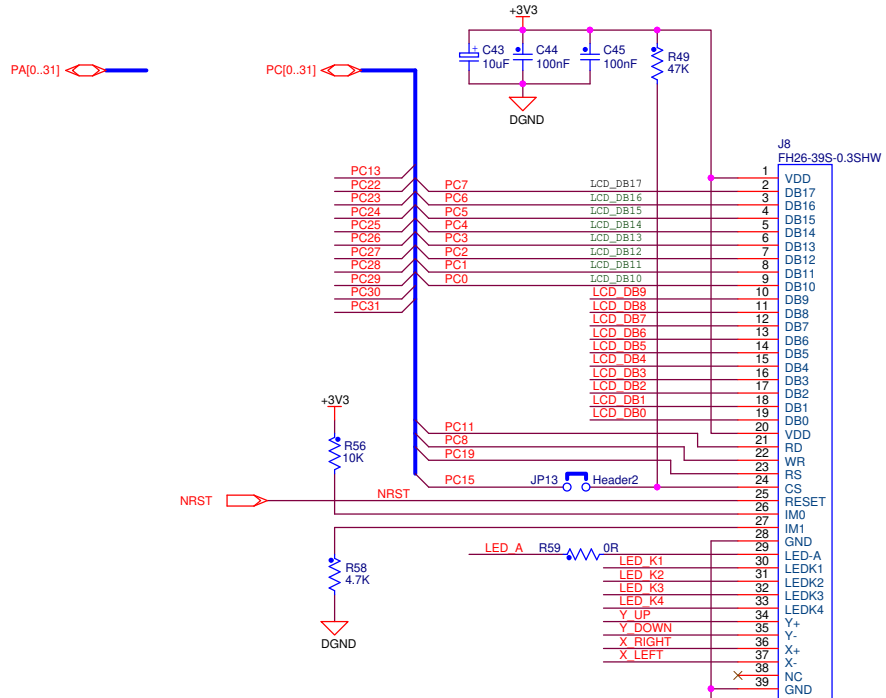 +3V3
C43
10uF
C44
100nF
C45
100nF
R49
47K
DGND
PA[0..31]
PC[0..31]
J8
FH26-39S-0.3SHW
PC13
PC22
PC23
PC24
PC25
PC26
PC27
PC28
PC29
PC30
PC31
PC7 LCD_DB17
PC6 LCD_DB16
PC5 LCD_DB15
PC4 LCD_DB14
PC3 LCD_DB13
PC2 LCD_DB12
PC1 LCD_DB11
PC0 LCD_DB10
LCD_DB9
LCD_DB8
LCD_DB7
LCD_DB6
LCD_DB5
LCD_DB4
LCD_DB3
LCD_DB2
LCD_DB1
LCD_DB0
1 VDD
2 DB17
3 DB16
4 DB15
5 DB14
6 DB13
7 DB12
8 DB11
9 DB10
10 DB9
11 DB8
12 DB7
13 DB6
14 DB5
15 DB4
16 DB3
17 DB2
18 DB1
19 DB0
20 VDD
21 RD
22 WR
23 RS
24 CS
25 RESET
26 IM0
27 IM1
28 GND
29 LED-A
30 LEDK1
31 LEDK2
32 LEDK3
33 LEDK4
34 Y+
35 Y-
36 X+
37 X-
38 NC
39 GND
+3V3
R56
10K
PC11
PC8
PC19
PC15
JP13 Header2
NRST
NRST
LED_A
R59
0R
R58
4.7K
DGND
LED_K1
LED_K2
LED_K3
LED_K4
Y_UP
Y_DOWN
X_RIGHT
X_LEFT